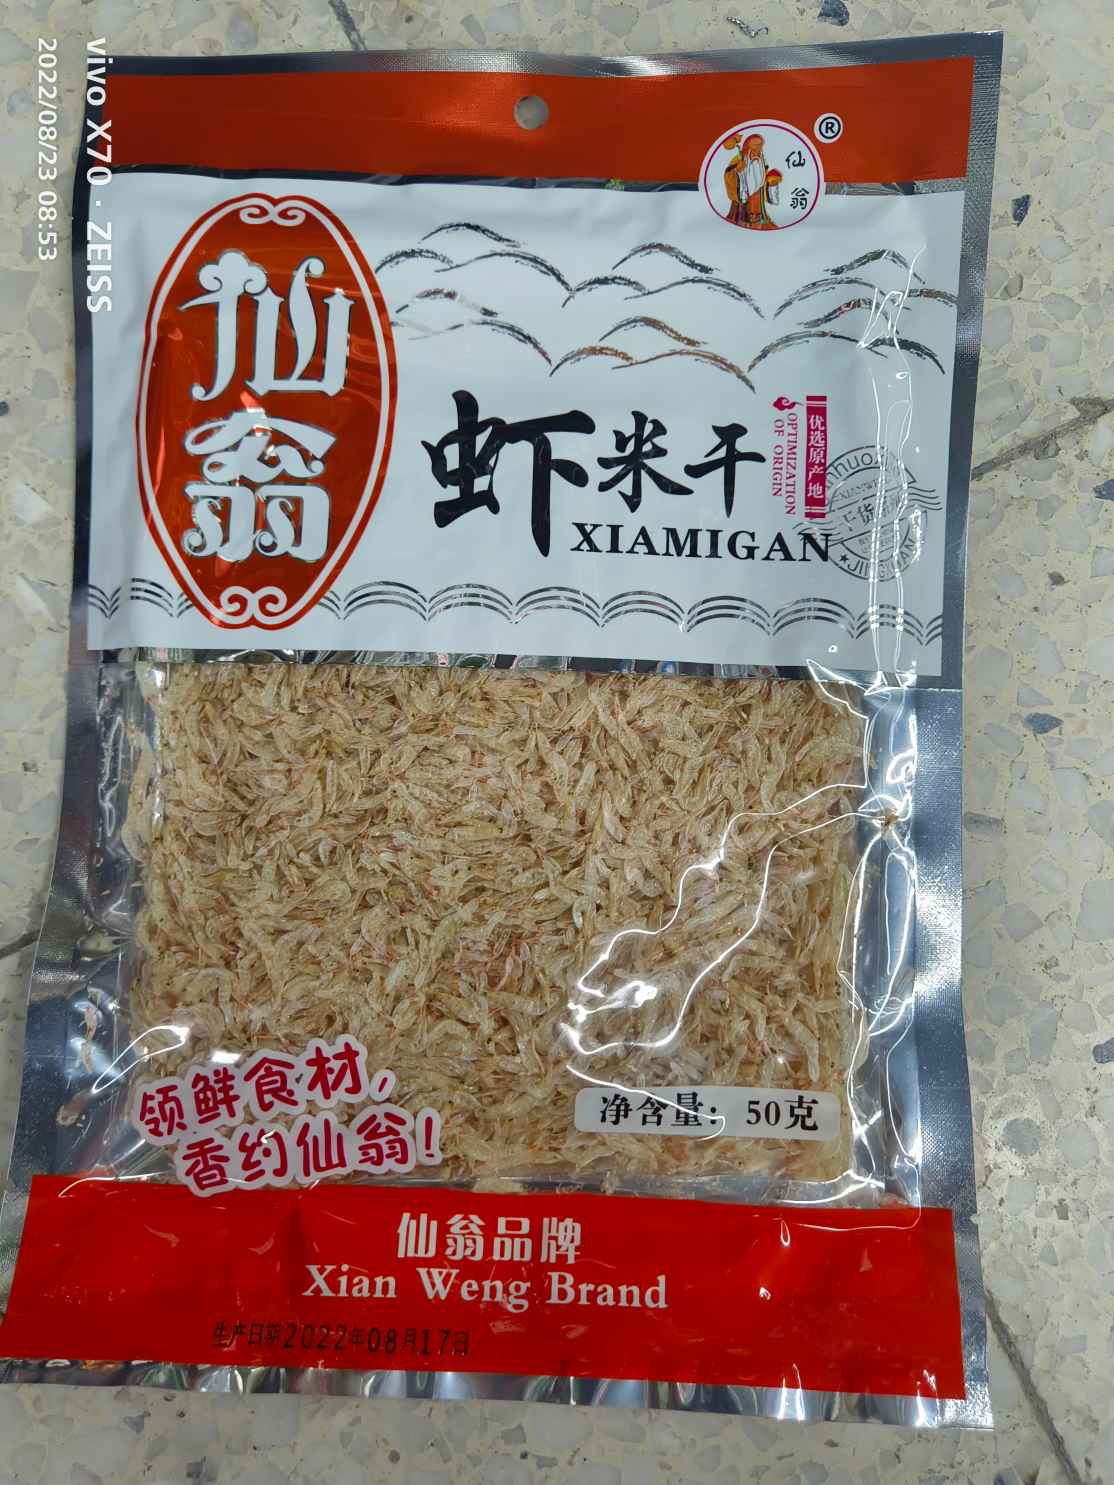 vivo X70 · ZEISS
2022/08/23 08:53
仙翁
®
仙翁
虾米干
XIAMIGAN
优选原产地
OPTIMIZATION
OF ORIGIN
领鲜食材，
香约仙翁！
净含量：50克
仙翁品牌
Xian Weng Brand
生产日期2022年08月17日